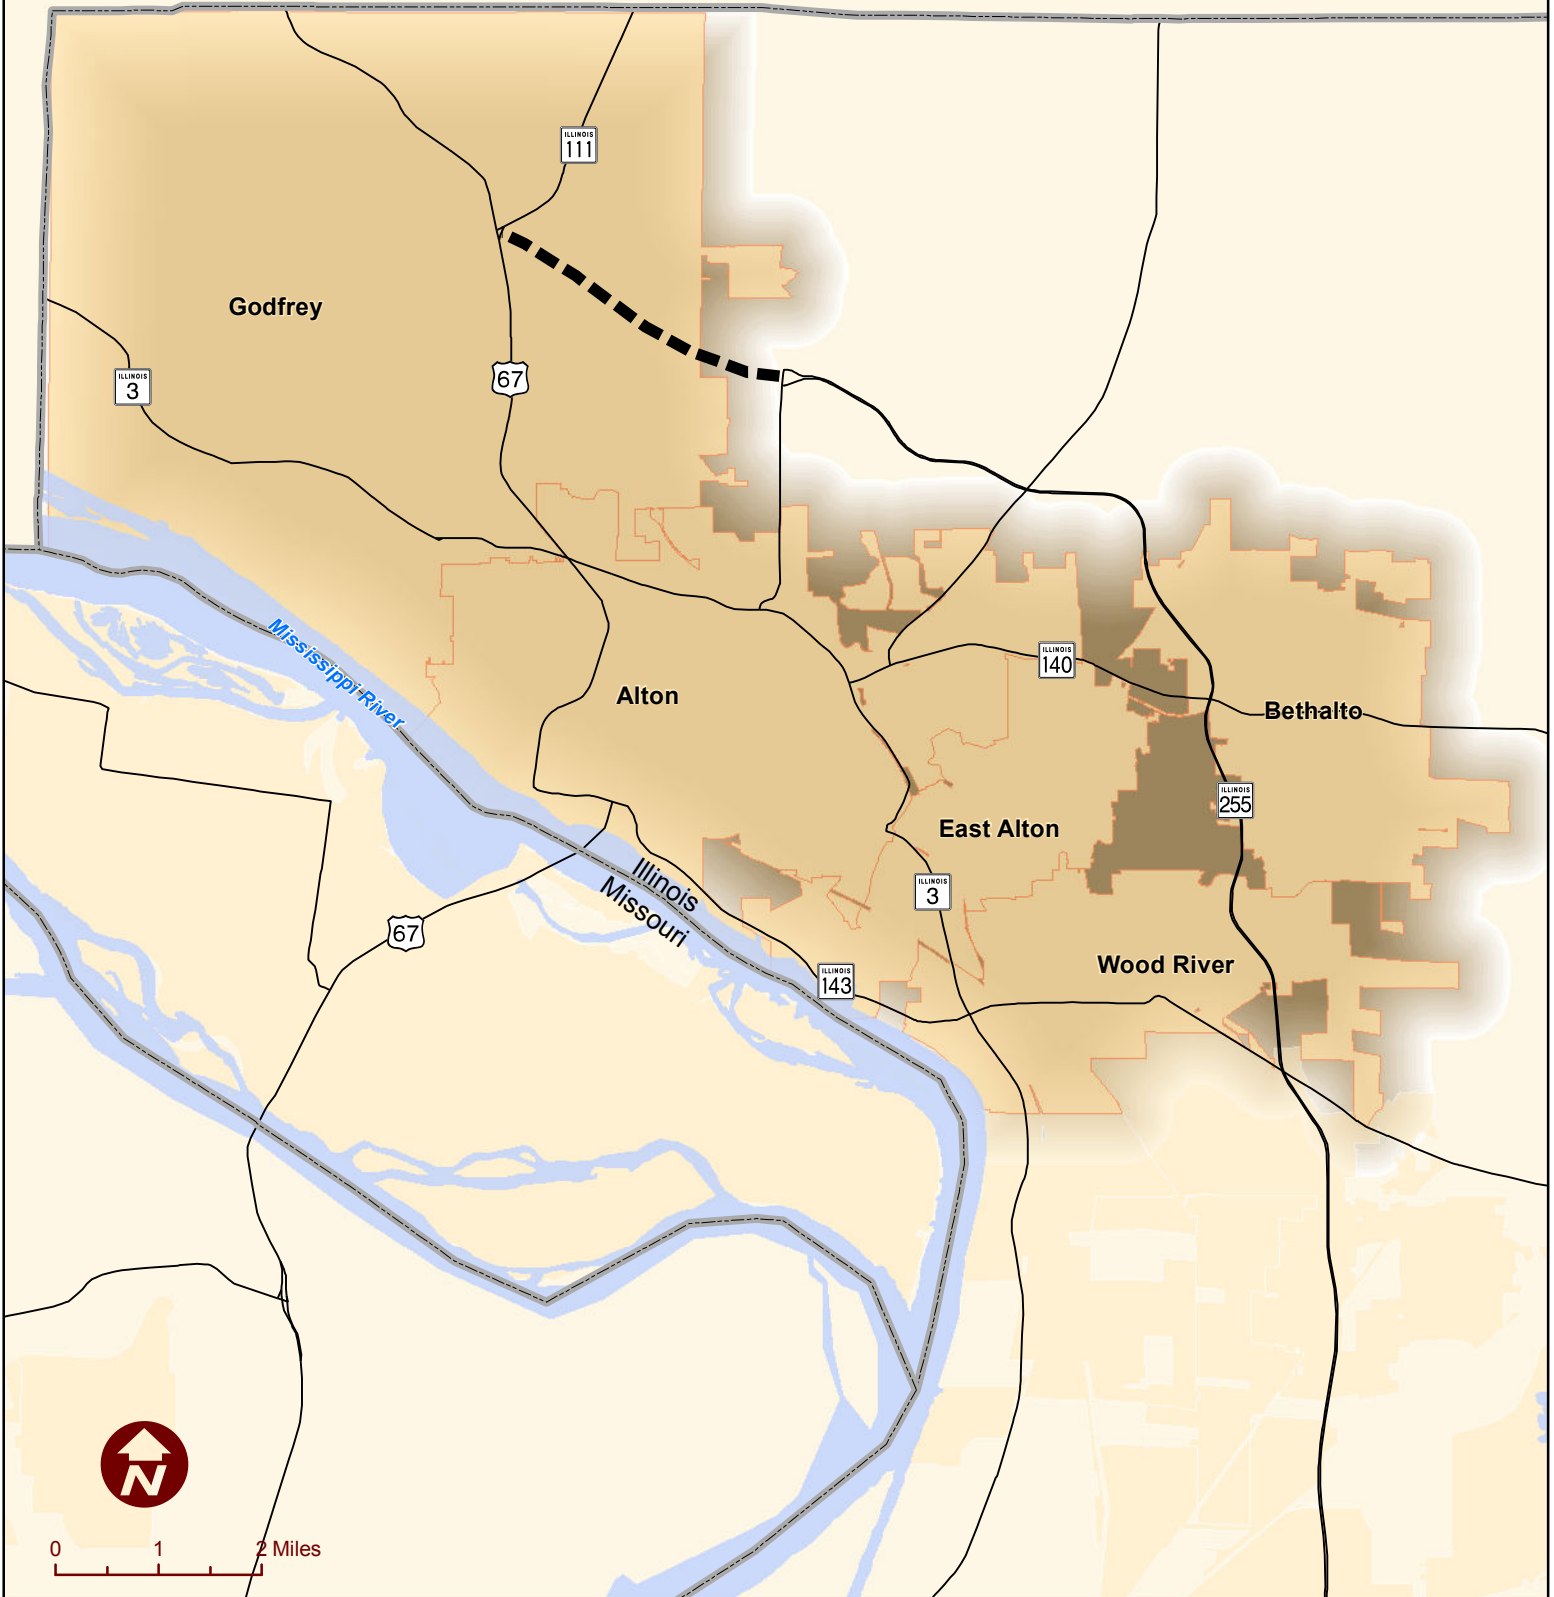 ILLINOIS
111
Godfrey
ILLINOIS
3
67
Mississippi River
ILLINOIS
140
Alton
Bethalto
ILLINOIS
255
East Alton
Illinois
Missouri
ILLINOIS
3
67
Wood River
ILLINOIS
143
N
0 1 2 Miles